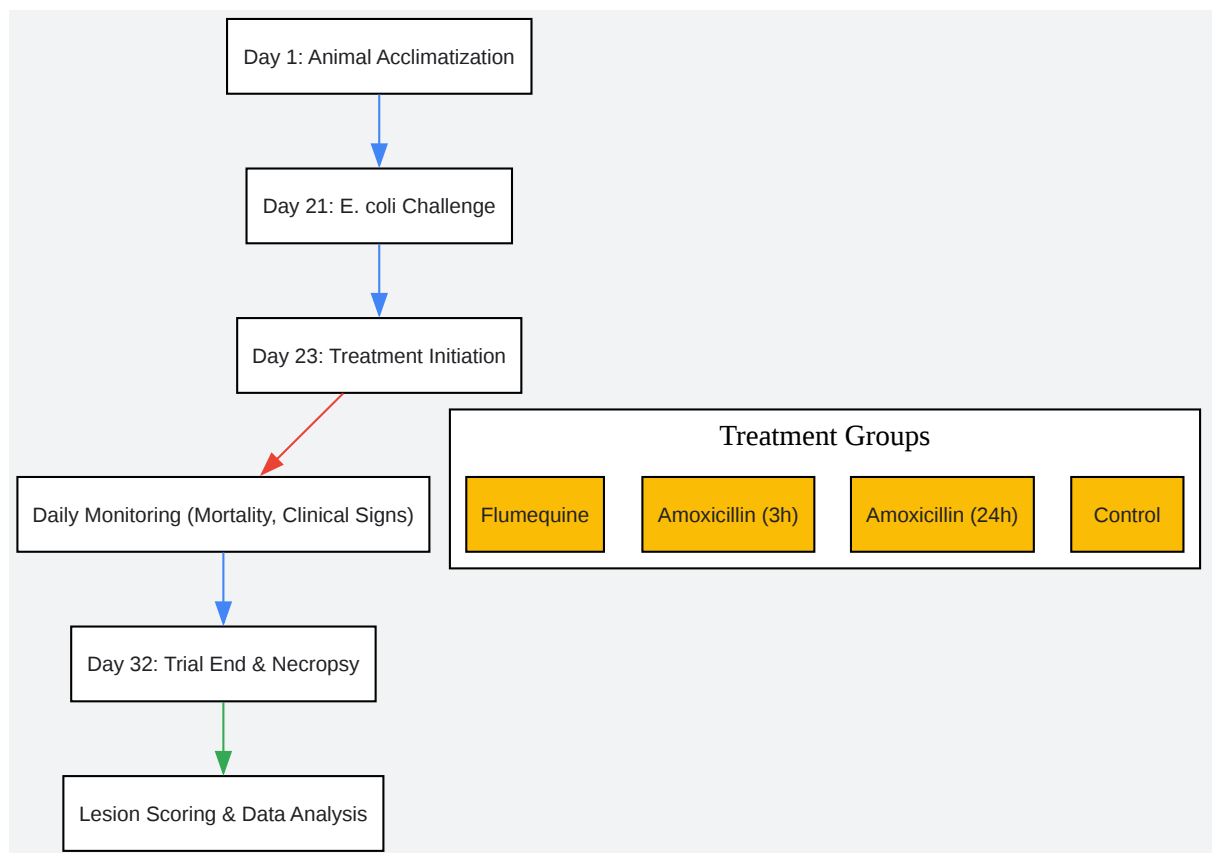 Day 1: Animal Acclimatization
Day 21: E. coli Challenge
Day 23: Treatment Initiation
Treatment Groups
Daily Monitoring (Mortality, Clinical Signs)
Flumequine
Amoxicillin (3h)
Amoxicillin (24h)
Control
Day 32: Trial End & Necropsy
Lesion Scoring & Data Analysis